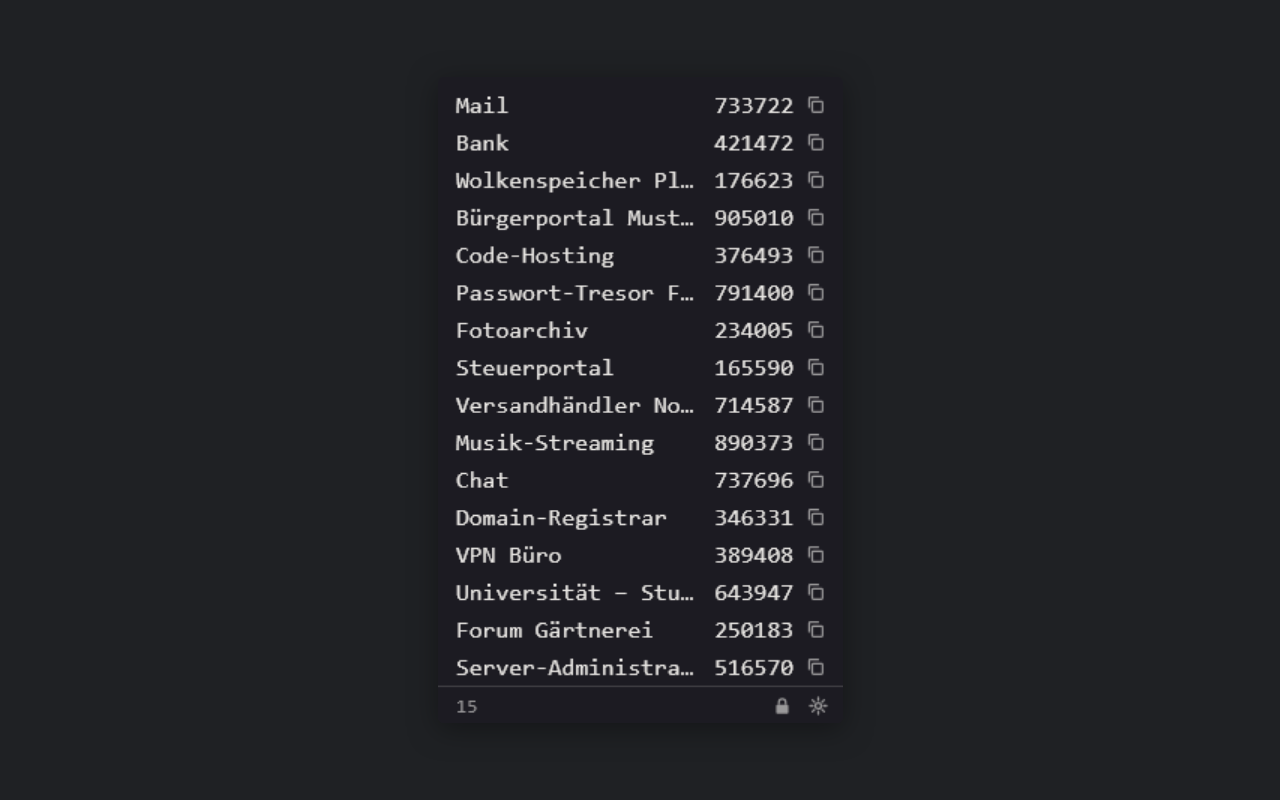 Mail 733722
Bank 421472
Wolkenspeicher Pl… 176623
Bürgerportal Must… 905010
Code-Hosting 376493
Passwort-Tresor F… 791400
Fotoarchiv 234005
Steuerportal 165590
Versandhändler No… 714587
Musik-Streaming 890373
Chat 737696
Domain-Registrar 346331
VPN Büro 389408
Universität – Stu… 643947
Forum Gärtnerei 250183
Server-Administra… 516570
15